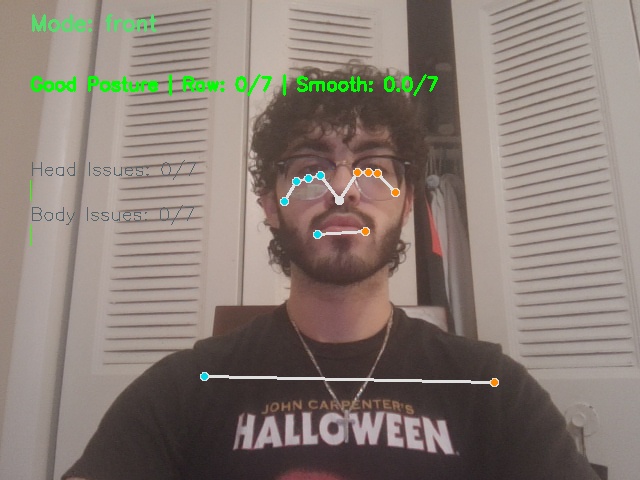 Mode: front
Good Posture | Raw: 0/7 | Smooth: 0.0/7
Head Issues: 0/7
Body Issues: 0/7
JOHN CARPENTER'S
HALLOWEEN